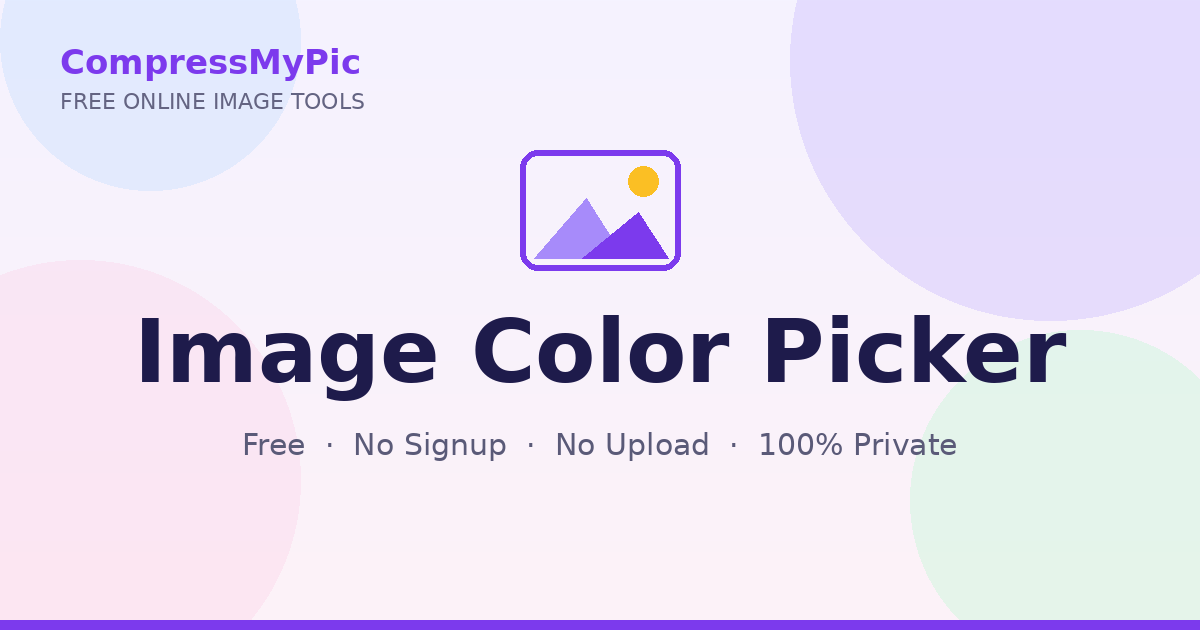 CompressMyPic
FREE ONLINE IMAGE TOOLS
Image Color Picker
Free · No Signup · No Upload · 100% Private